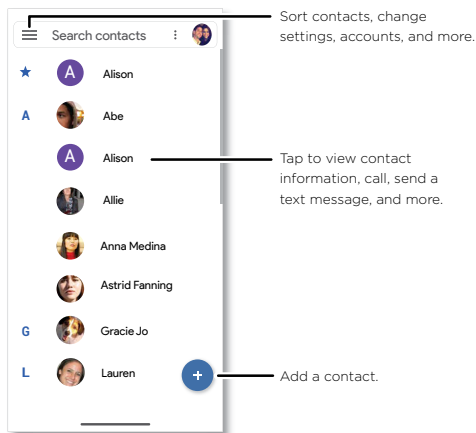 Sort contacts, change
settings, accounts, and more.
Search contacts
A
Alison
A
Abe
A
Alison
Tap to view contact
information, call, send a
text message, and more.
Allie
Anna Medina
Astrid Fanning
G
Gracie Jo
L
Lauren
+
Add a contact.